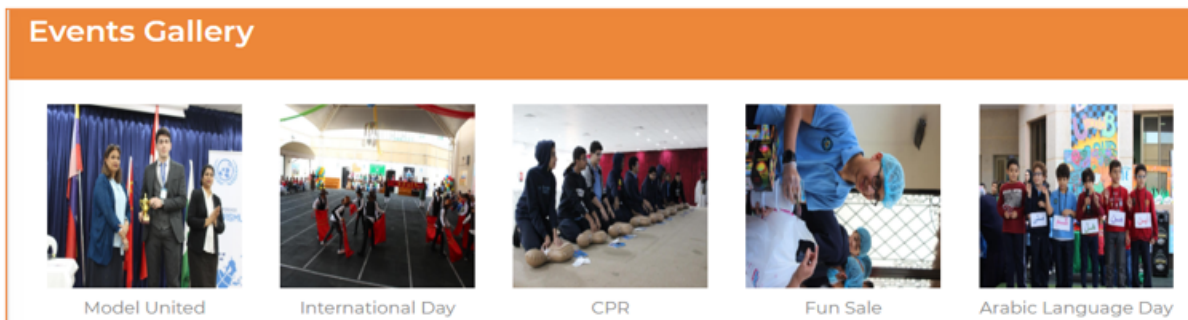 Events Gallery
Model United
International Day
CPR
Fun Sale
Arabic Language Day